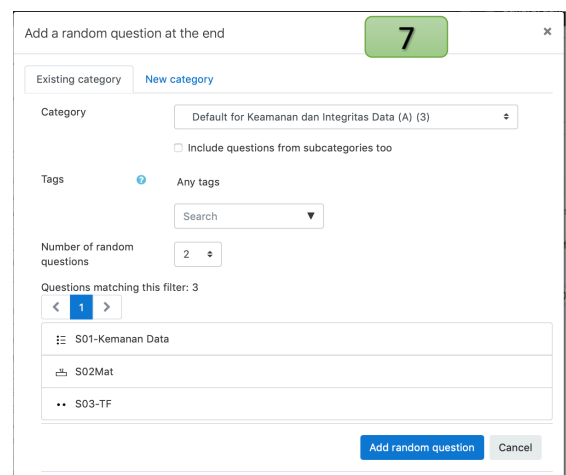 Add a random question at the end
7
×
Existing category
New category
Category
Default for Keamanan dan Integritas Data (A) (3)
Include questions from subcategories too
Tags
?
Any tags
Search
Number of random questions
2
Questions matching this filter: 3
1
S01-Kemanan Data
S02Mat
S03-TF
Add random question
Cancel